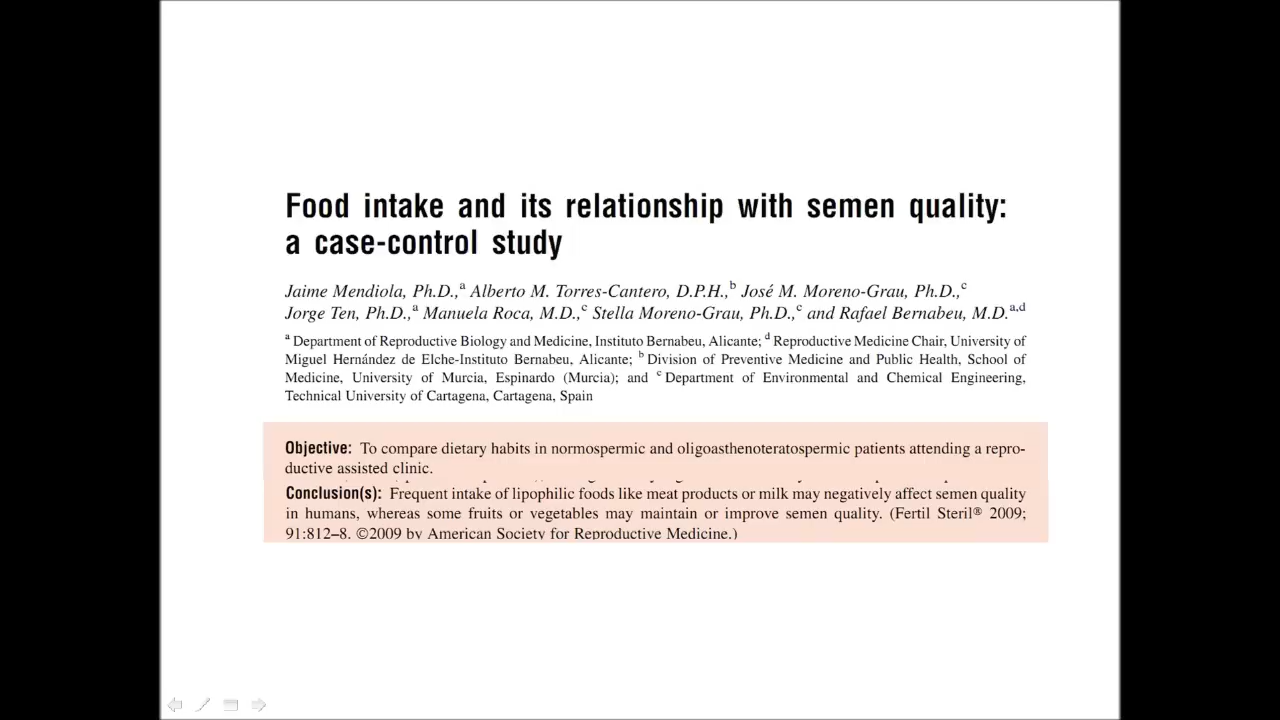 Food intake and its relationship with semen quality:
a case-control study
Jaime Mendiola, Ph.D.,a Alberto M. Torres-Cantero, D.P.H.,b José M. Moreno-Grau, Ph.D.,c
Jorge Ten, Ph.D.,a Manuela Roca, M.D.,c Stella Moreno-Grau, Ph.D.,c and Rafael Bernabeu, M.D.a,d
a Department of Reproductive Biology and Medicine, Instituto Bernabeu, Alicante; d Reproductive Medicine Chair, University of
Miguel Hernández de Elche-Instituto Bernabeu, Alicante; b Division of Preventive Medicine and Public Health, School of
Medicine, University of Murcia, Espinardo (Murcia); and c Department of Environmental and Chemical Engineering,
Technical University of Cartagena, Cartagena, Spain
Objective: To compare dietary habits in normospermic and oligoasthenoteratospermic patients attending a repro-
ductive assisted clinic.
Conclusion(s): Frequent intake of lipophilic foods like meat products or milk may negatively affect semen quality
in humans, whereas some fruits or vegetables may maintain or improve semen quality. (Fertil Steril® 2009;
91:812–8. ©2009 by American Society for Reproductive Medicine.)